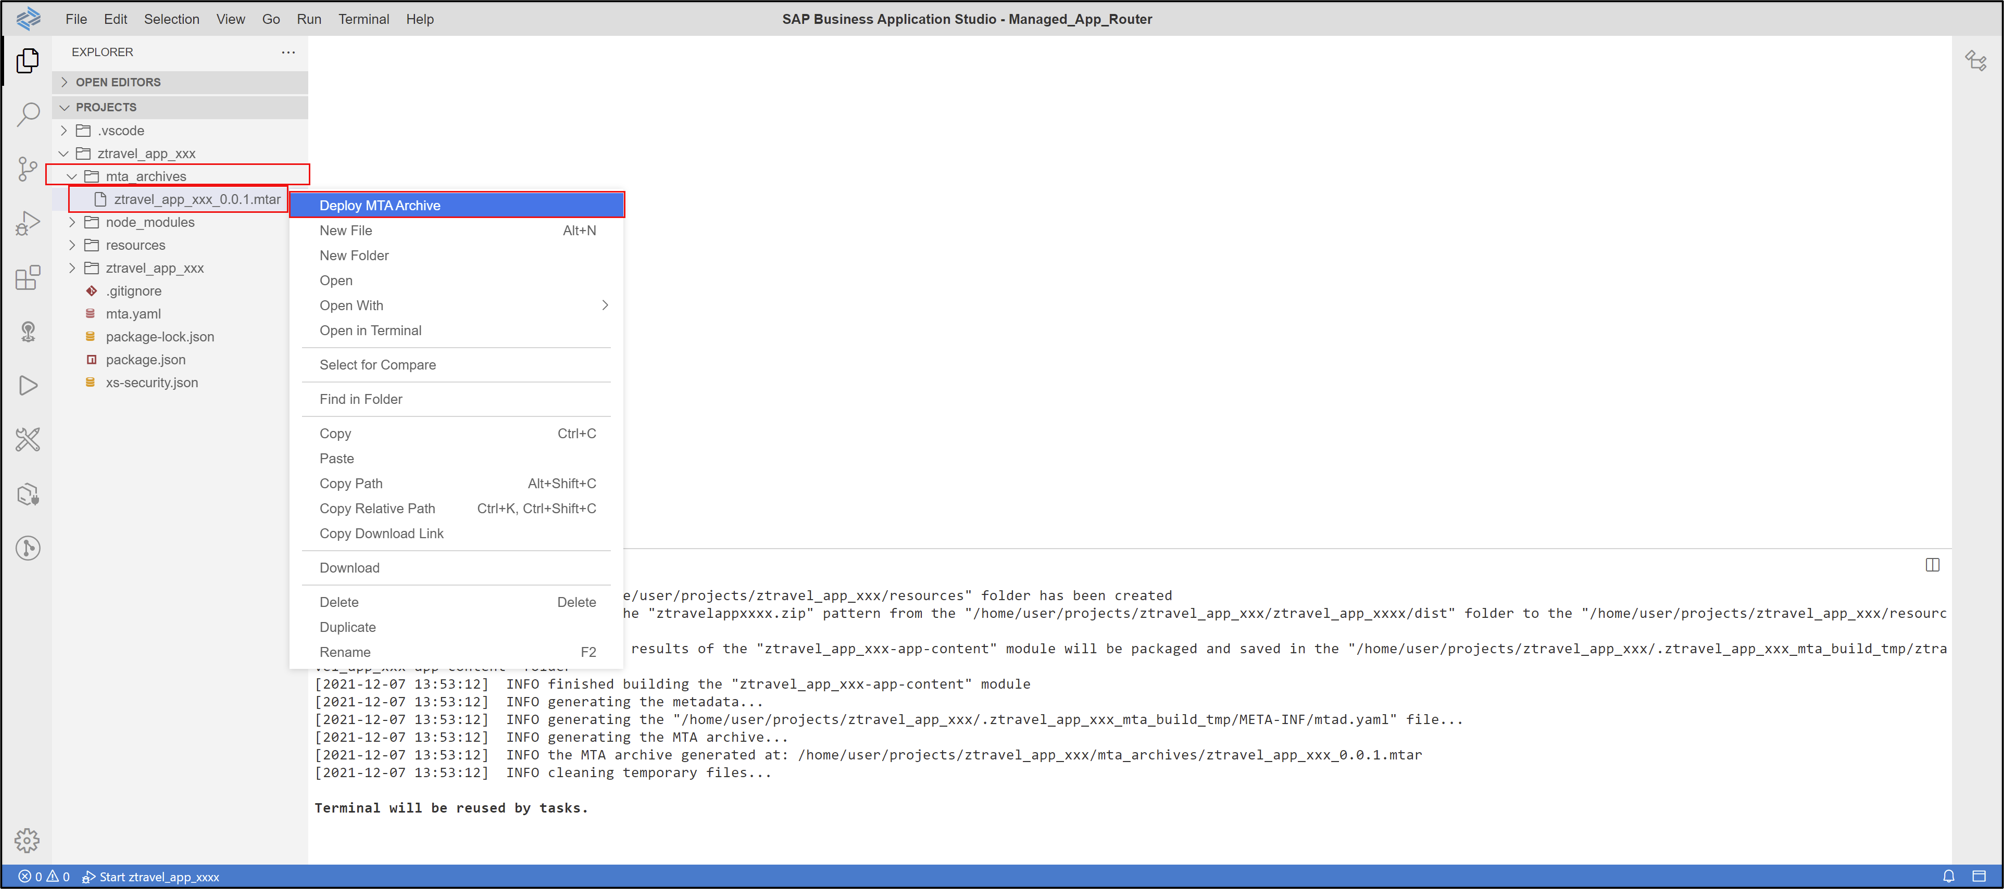 File Edit Selection View Go Run Terminal Help
SAP Business Application Studio - Managed_App_Router
EXPLORER
OPEN EDITORS
PROJECTS
.vscode
ztravel_app_xxx
mta_archives
ztravel_app_xxx_0.0.1.mtar
node_modules
resources
ztravel_app_xxx
.gitignore
mta.yaml
package-lock.json
package.json
xs-security.json
Deploy MTA Archive
New File Alt+N
New Folder
Open
Open With
Open in Terminal
Select for Compare
Find in Folder
Copy Ctrl+C
Paste
Copy Path Alt+Shift+C
Copy Relative Path Ctrl+K, Ctrl+Shift+C
Copy Download Link
Download
Delete Delete
Duplicate
Rename F2
e/user/projects/ztravel_app_xxx/resources" folder has been created
he "ztravelappxxxx.zip" pattern from the "/home/user/projects/ztravel_app_xxx/ztravel_app_xxxx/dist" folder to the "/home/user/projects/ztravel_app_xxx/resourc
results of the "ztravel_app_xxx-app-content" module will be packaged and saved in the "/home/user/projects/ztravel_app_xxx/.ztravel_app_xxx_mta_build_tmp/ztra
vel_app_xxx-app-content" folder
[2021-12-07 13:53:12] INFO finished building the "ztravel_app_xxx-app-content" module
[2021-12-07 13:53:12] INFO generating the metadata...
[2021-12-07 13:53:12] INFO generating the "/home/user/projects/ztravel_app_xxx/.ztravel_app_xxx_mta_build_tmp/META-INF/mtad.yaml" file...
[2021-12-07 13:53:12] INFO generating the MTA archive...
[2021-12-07 13:53:12] INFO the MTA archive generated at: /home/user/projects/ztravel_app_xxx/mta_archives/ztravel_app_xxx_0.0.1.mtar
[2021-12-07 13:53:12] INFO cleaning temporary files...
Terminal will be reused by tasks.
0 0 Start ztravel_app_xxxx